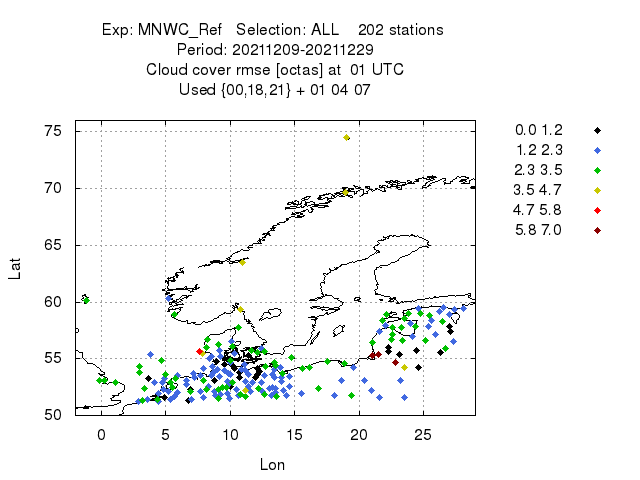 Exp: MNWC_Ref Selection: ALL 202 stations
Period: 20211209-20211229
Cloud cover rmse [octas] at 01 UTC
Used {00,18,21} + 01 04 07
75
70
65
60
55
50
Lat
0 5 10 15 20 25
Lon
0.0 1.2
1.2 2.3
2.3 3.5
3.5 4.7
4.7 5.8
5.8 7.0